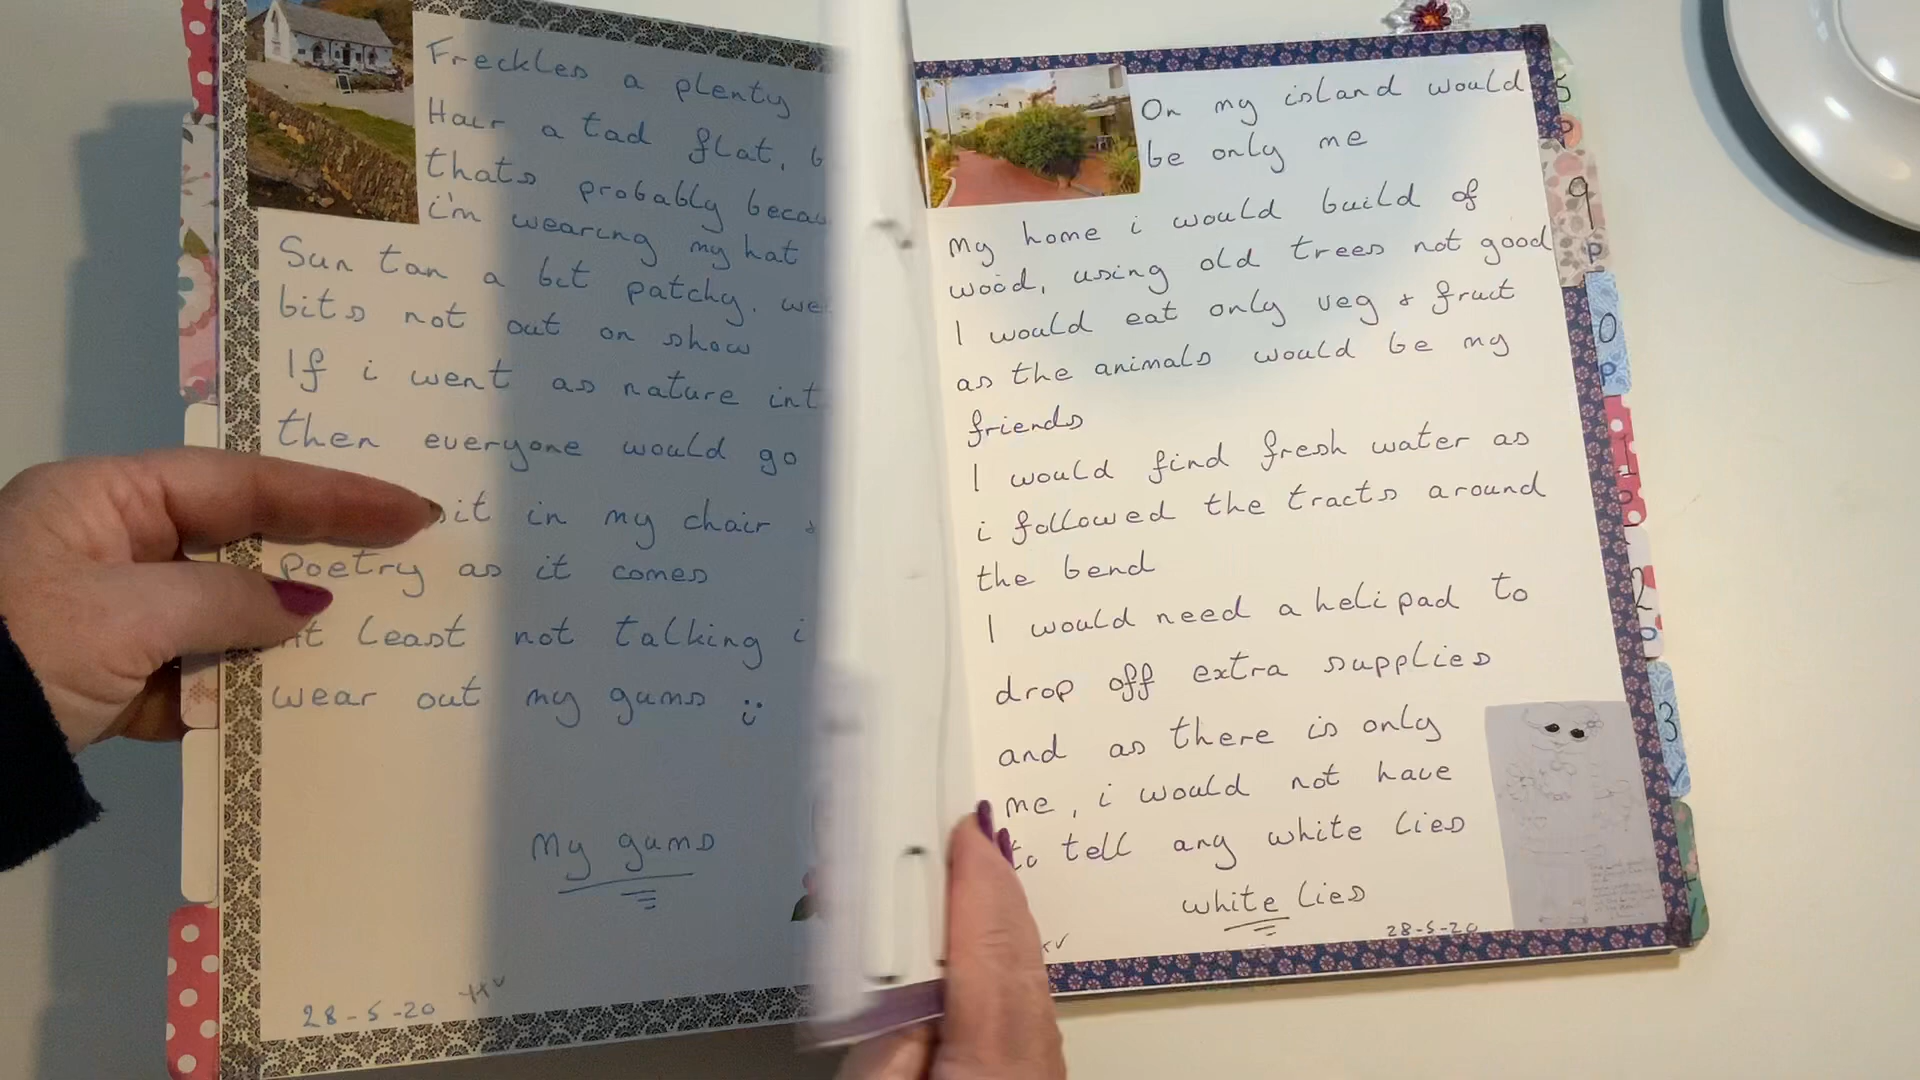 Freckles a plenty
Hair a tad flat,
thats probably
i'm wearing my hat
Sun tan a bit patchy.
bits not out on show
If i went as nature
then everyone would go
in my chair
Poetry as it comes
Least not talking i
wear out my gums
My gums
28-5-20
On my island would
be only me
My home i would build of
wood, using old trees not good
I would eat only veg & fruit
as the animals would be my
friends
I would find fresh water as
i followed the tracts around
the bend
I would need a helipad to
drop off extra supplies
and as there is only
me, i would not have
to tell any white lies
white lies
28-5-20
5
P
9
P
0
P
1
P
2
P
3